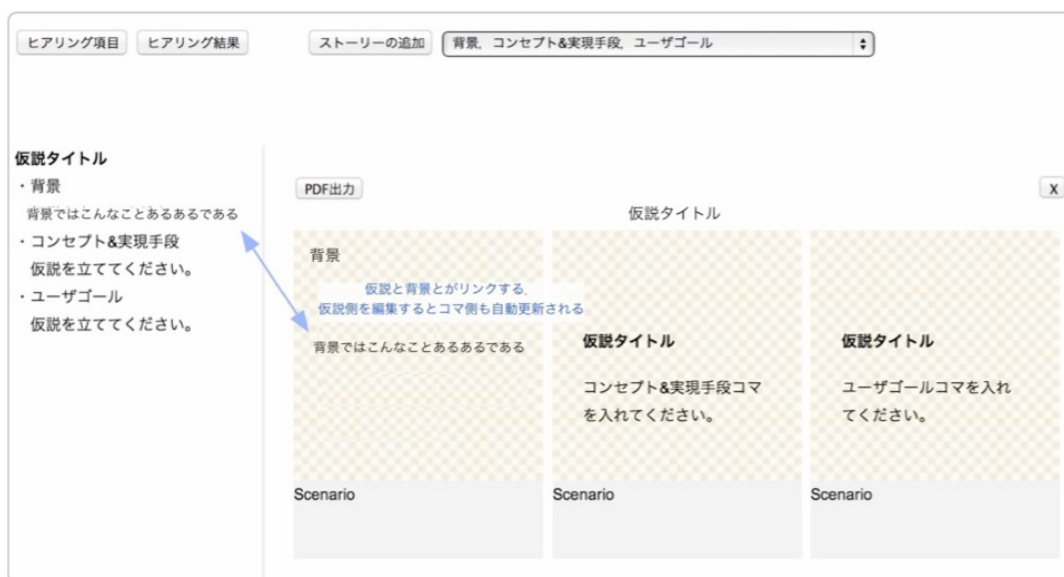 ヒアリング項目
ヒアリング結果
ストーリーの追加
背景, コンセプト&実現手段, ユーザゴール
仮説タイトル
・背景
背景ではこんなことあるあるである
・コンセプト&実現手段
仮説を立ててください。
・ユーザゴール
仮説を立ててください。
PDF出力
X
仮説タイトル
背景
仮説と背景とがリンクする,
仮説側を編集するとコマ側も自動更新される
背景ではこんなことあるあるである
Scenario
仮説タイトル
コンセプト&実現手段コマ
を入れてください。
Scenario
仮説タイトル
ユーザゴールコマを入れ
てください。
Scenario